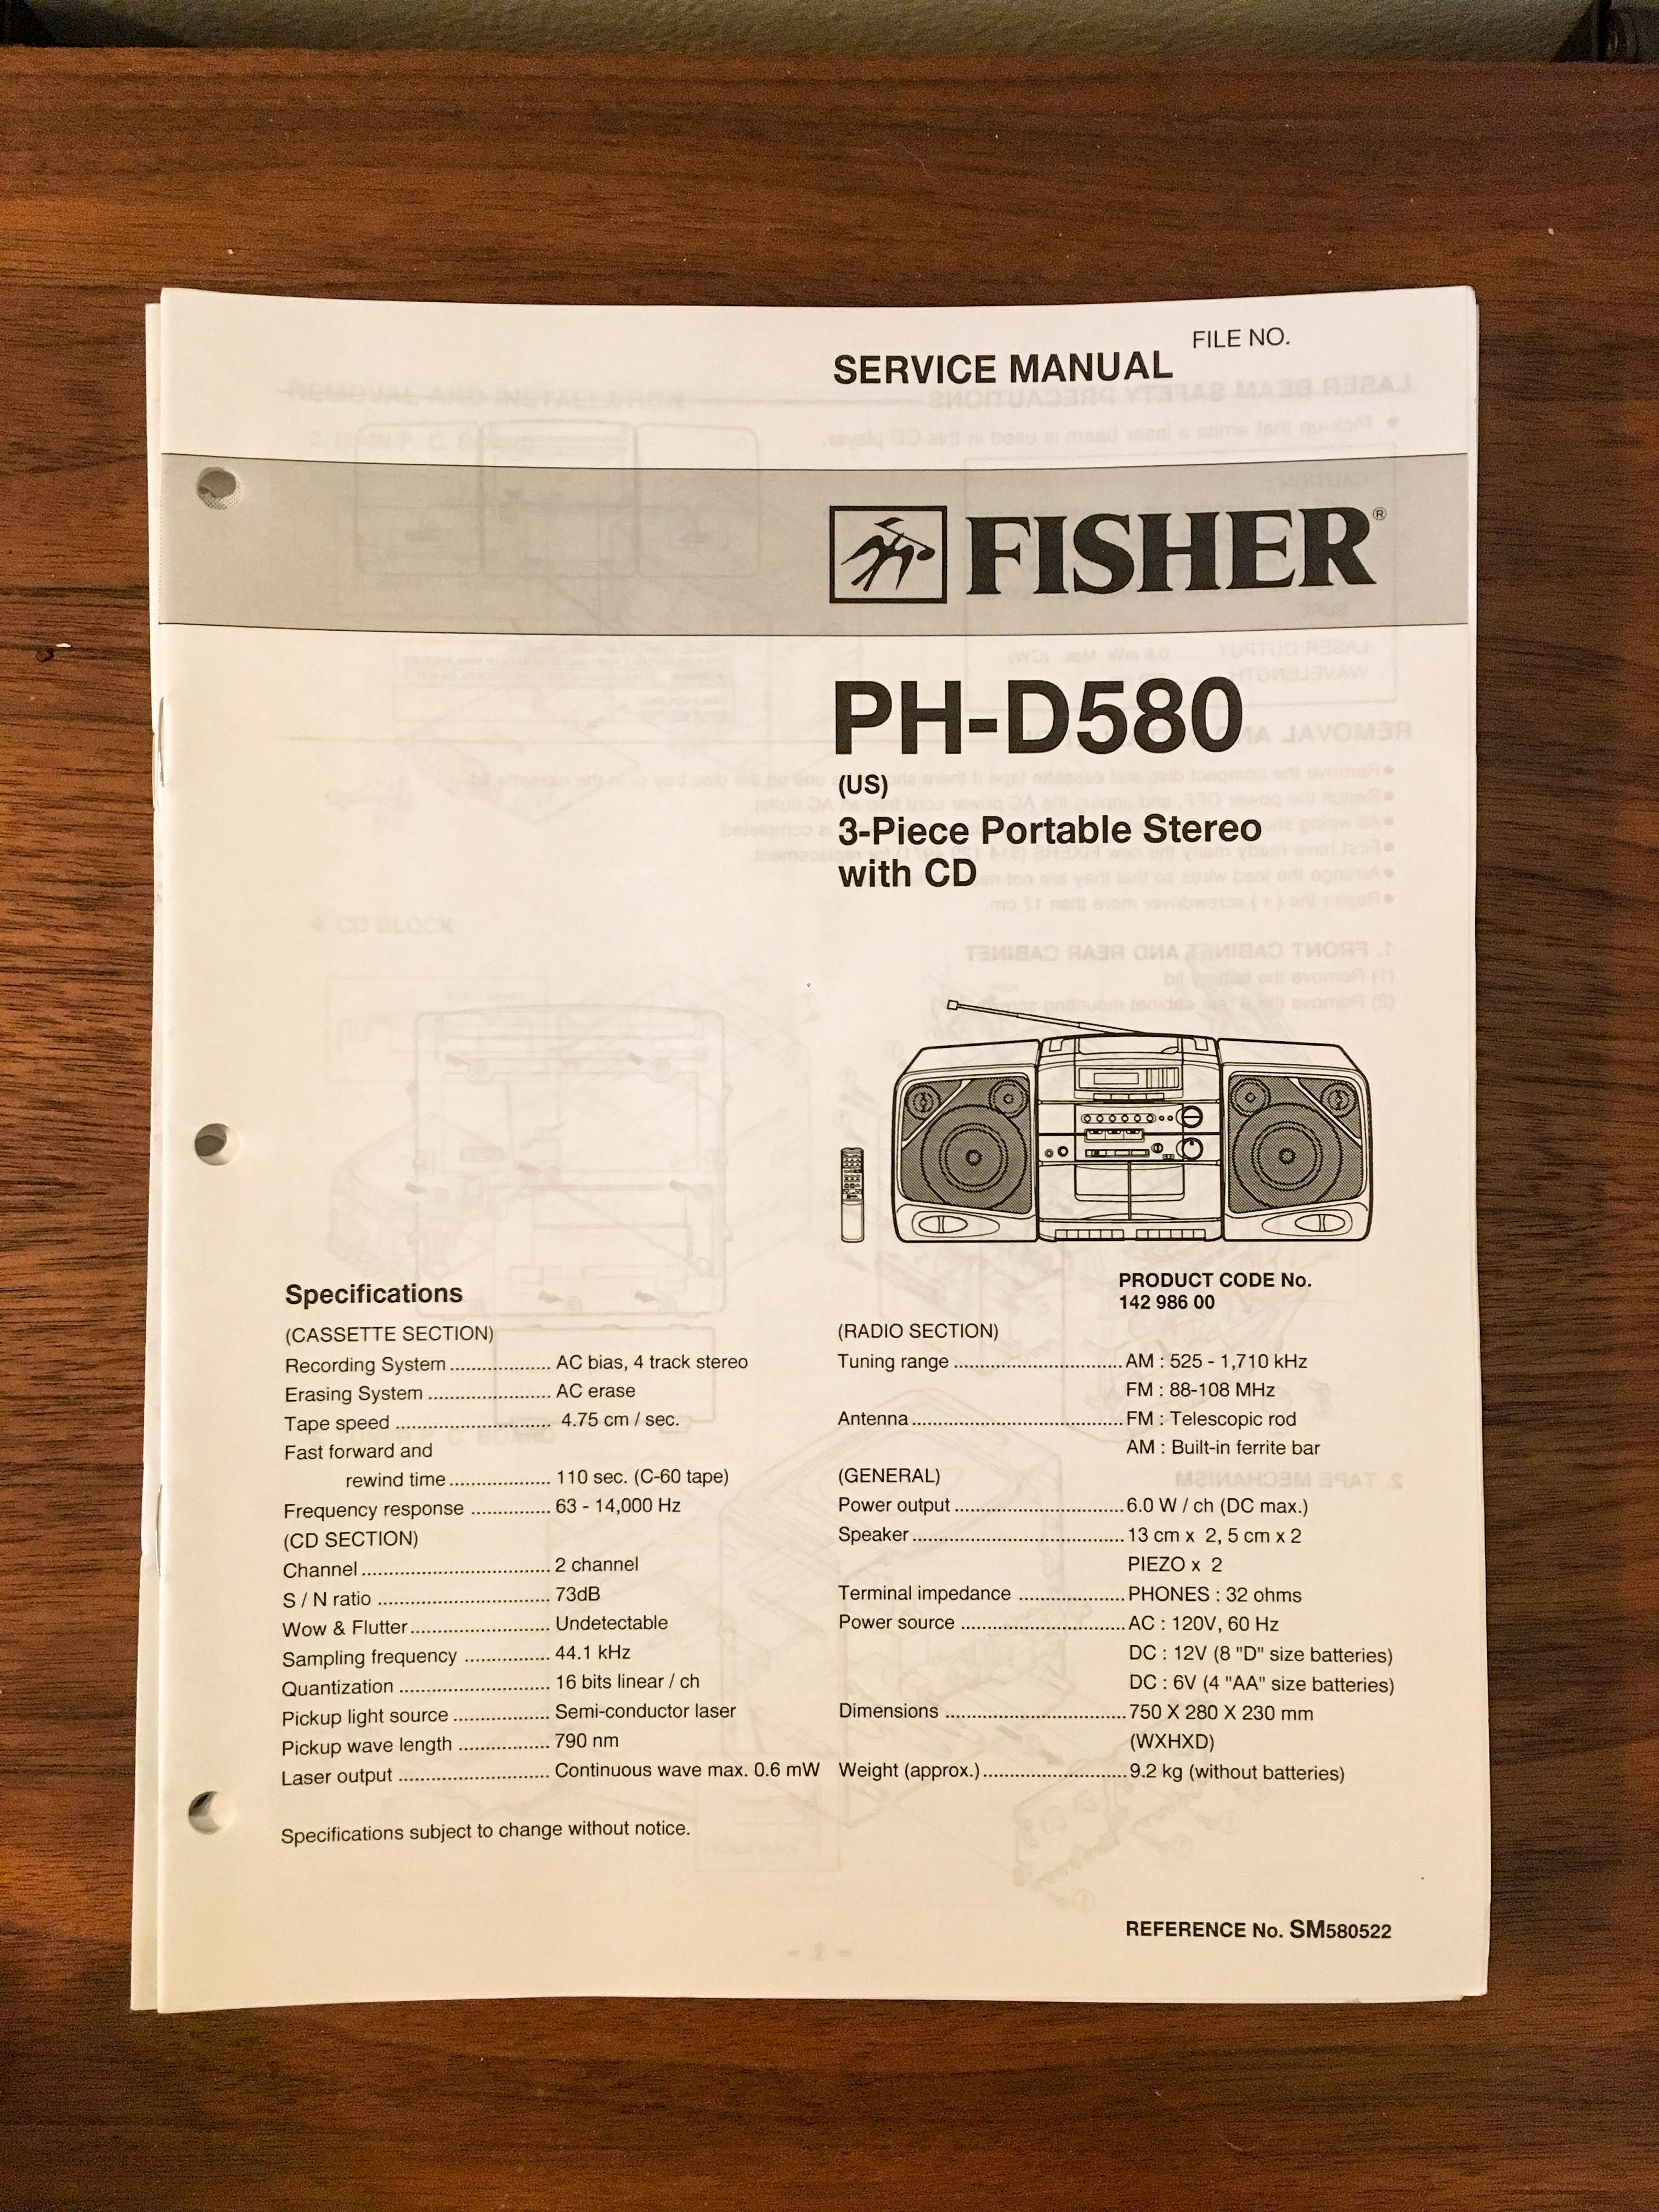 FILE NO.
SERVICE MANUAL
FISHER®
PH-D580
(US)
3-Piece Portable Stereo
with CD
PRODUCT CODE No.
142 986 00
Specifications
(CASSETTE SECTION)
Recording System ................... AC bias, 4 track stereo
Erasing System ....................... AC erase
Tape speed ............................. 4.75 cm / sec.
Fast forward and
rewind time ................... 110 sec. (C-60 tape)
Frequency response ............... 63 - 14,000 Hz
(CD SECTION)
Channel ................................... 2 channel
S / N ratio ................................ 73dB
Wow & Flutter .......................... Undetectable
Sampling frequency ................ 44.1 kHz
Quantization ............................ 16 bits linear / ch
Pickup light source .................. Semi-conductor laser
Pickup wave length ................. 790 nm
Laser output ............................ Continuous wave max. 0.6 mW
Specifications subject to change without notice.
(RADIO SECTION)
Tuning range ............................... AM : 525 - 1,710 kHz
FM : 88-108 MHz
Antenna ....................................... FM : Telescopic rod
AM : Built-in ferrite bar
(GENERAL)
Power output ............................... 6.0 W / ch (DC max.)
Speaker ....................................... 13 cm x 2, 5 cm x 2
PIEZO x 2
Terminal impedance .................... PHONES : 32 ohms
Power source ............................... AC : 120V, 60 Hz
DC : 12V (8 "D" size batteries)
DC : 6V (4 "AA" size batteries)
Dimensions .................................. 750 X 280 X 230 mm
(WXHXD)
Weight (approx.) ........................... 9.2 kg (without batteries)
REFERENCE No. SM580522